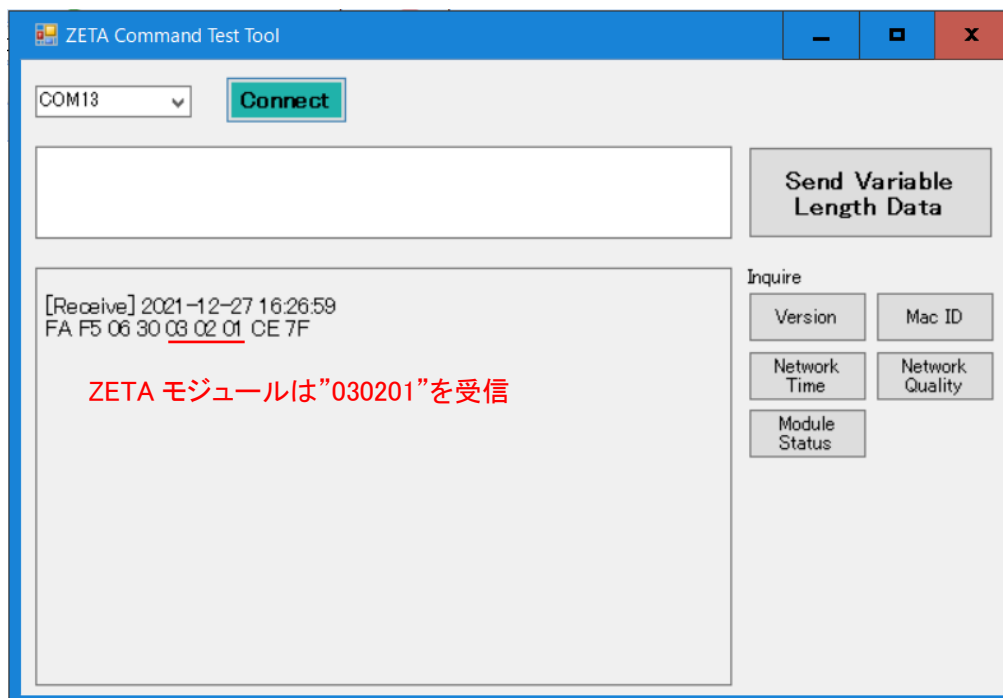 ZETA Command Test Tool
COM13
Connect
Send Variable
Length Data
[Receive] 2021-12-27 16:26:59
FA F5 06 30 03 02 01 CE 7F
ZETA モジュールは”030201”を受信
Inquire
Version
Mac ID
Network
Time
Network
Quality
Module
Status